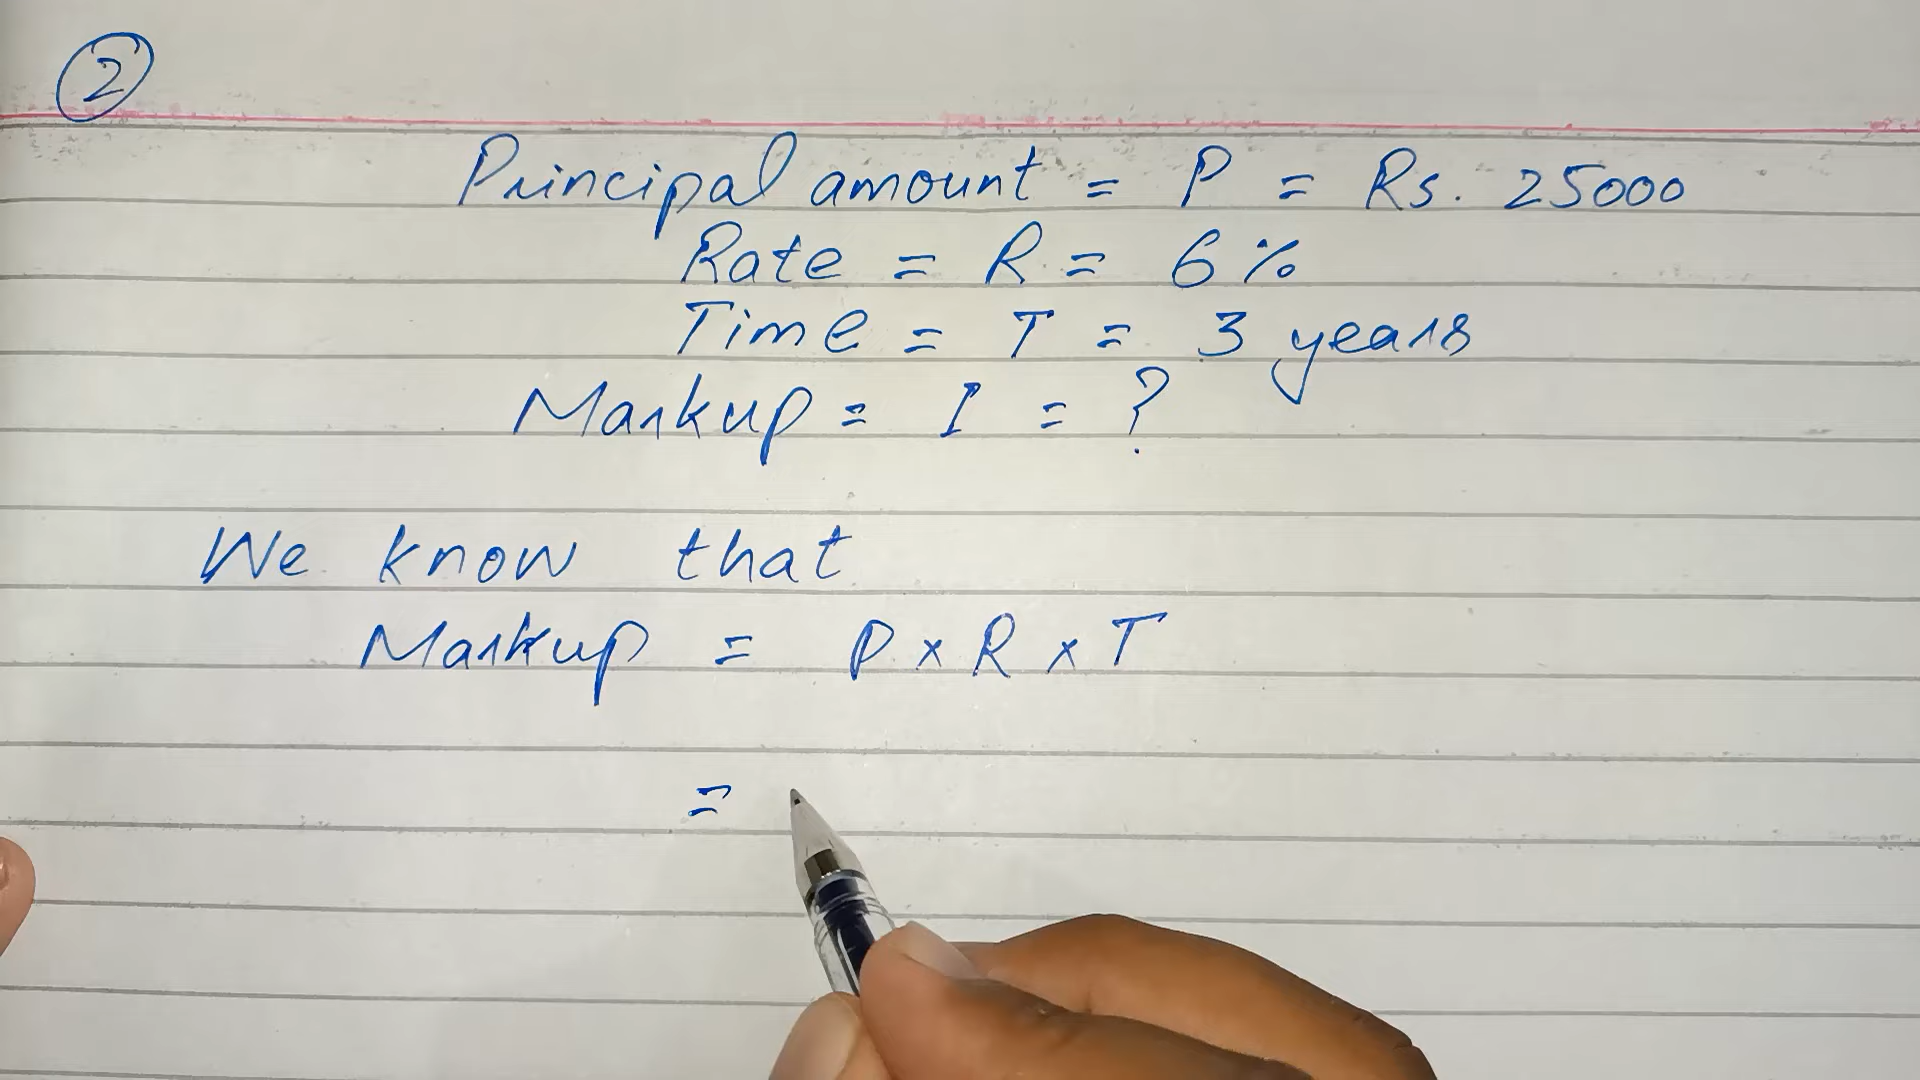 2
Principal amount = P = Rs. 25000
Rate = R = 6%
Time = T = 3 years
Markup = I = ?
We know that
Markup = P × R × T
=